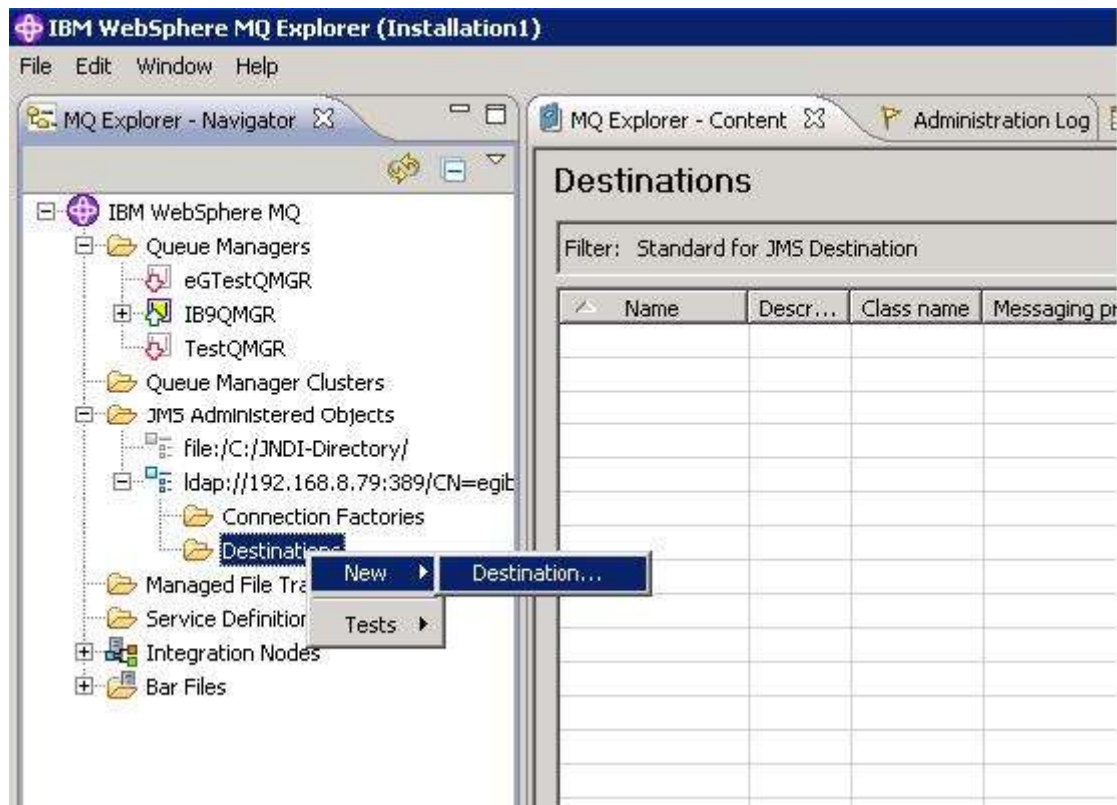 IBM WebSphere MQ Explorer (Installation1)
File Edit Window Help
MQ Explorer - Navigator
MQ Explorer - Content
Administration Log
Destinations
Filter: Standard for JMS Destination
Name Descr... Class name Messaging pr
IBM WebSphere MQ
Queue Managers
eGTestQMGR
IB9QMGR
TestQMGR
Queue Manager Clusters
JMS Administered Objects
file:/C:/JNDI-Directory/
ldap://192.168.8.79:389/CN=egib
Connection Factories
Destinations
New Destination...
Managed File Tra
Service Definition
Tests
Integration Nodes
Bar Files